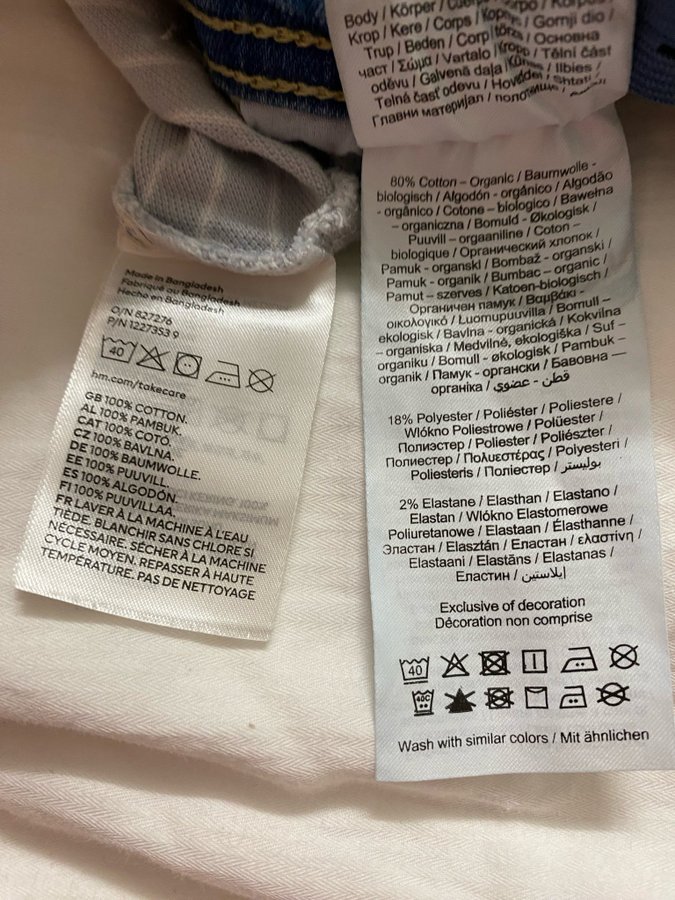 Made in Bangladesh
Fabriqué au Bangladesh
Hecho en Bangladesh
O/N 827276
P/N 1227353 9
40
hm.com/takecare
GB 100% COTTON.
AL 100% PAMBUK.
CAT 100% COTÓ.
CZ 100% BAVLNA.
DE 100% BAUMWOLLE.
EE 100% PUUVILL.
ES 100% ALGODÓN.
FI 100% PUUVILLAA.
FR LAVER À LA MACHINE À L'EAU
TIÈDE. BLANCHIR SANS CHLORE SI
NÉCESSAIRE. SÉCHER À LA MACHINE
CYCLE MOYEN. REPASSER À HAUTE
TEMPÉRATURE. PAS DE NETTOYAGE
Body / Körper / Cuerpo / Corpo / Korpus /
Krop / Kere / Corps / / Gornji dio /
Trup / Beden / Corp / törzs / Основна
част / Σώμα / Vartalo / Kropp / Tělní část
oděvu / Galvenā daļa / / Ilbies /
Telná časť odevu / Hoveddel / Shtati /
Главни материјал / /
80% Cotton – Organic / Baumwolle -
biologisch / Algodón - orgánico / Algodão
- orgânico / Cotone - biologico / Bawełna
– organiczna / Bomuld - Økologisk /
Puuvill – orgaaniline / Coton –
biologique / Органический хлопок /
Pamuk - organski / Bombaž - organski /
Pamuk - organik / Bumbac – organic /
Pamut – szerves / Katoen-biologisch /
Органичен памук / Βαμβάκι -
οικολογικό / Luomupuuvilla / Bomull –
ekologisk / Bavlna - organická / Kokvilna
– organiska / Medvilnė, ekologiška / Suf –
organiku / Bomull - økologisk / Pambuk –
organik / Памук - органски / Бавовна —
органіка / قطن - عضوي
18% Polyester / Poliéster / Poliestere /
Włókno Poliestrowe / Polüester /
Полиэстер / Poliester / Poliészter /
Полиестер / Πολυεστέρας / Polyesteri /
Poliesteris / Поліестер / بوليستر
2% Elastane / Elasthan / Elastano /
Elastan / Włókno Elastomerowe
Poliuretanowe / Elastaan / Élasthanne /
Эластан / Elasztán / Еластан / ελαστίνη /
Elastaani / Elastāns / Elastanas /
Еластин / إيلاستين
Exclusive of decoration
Décoration non comprise
40
40C
Wash with similar colors / Mit ähnlichen